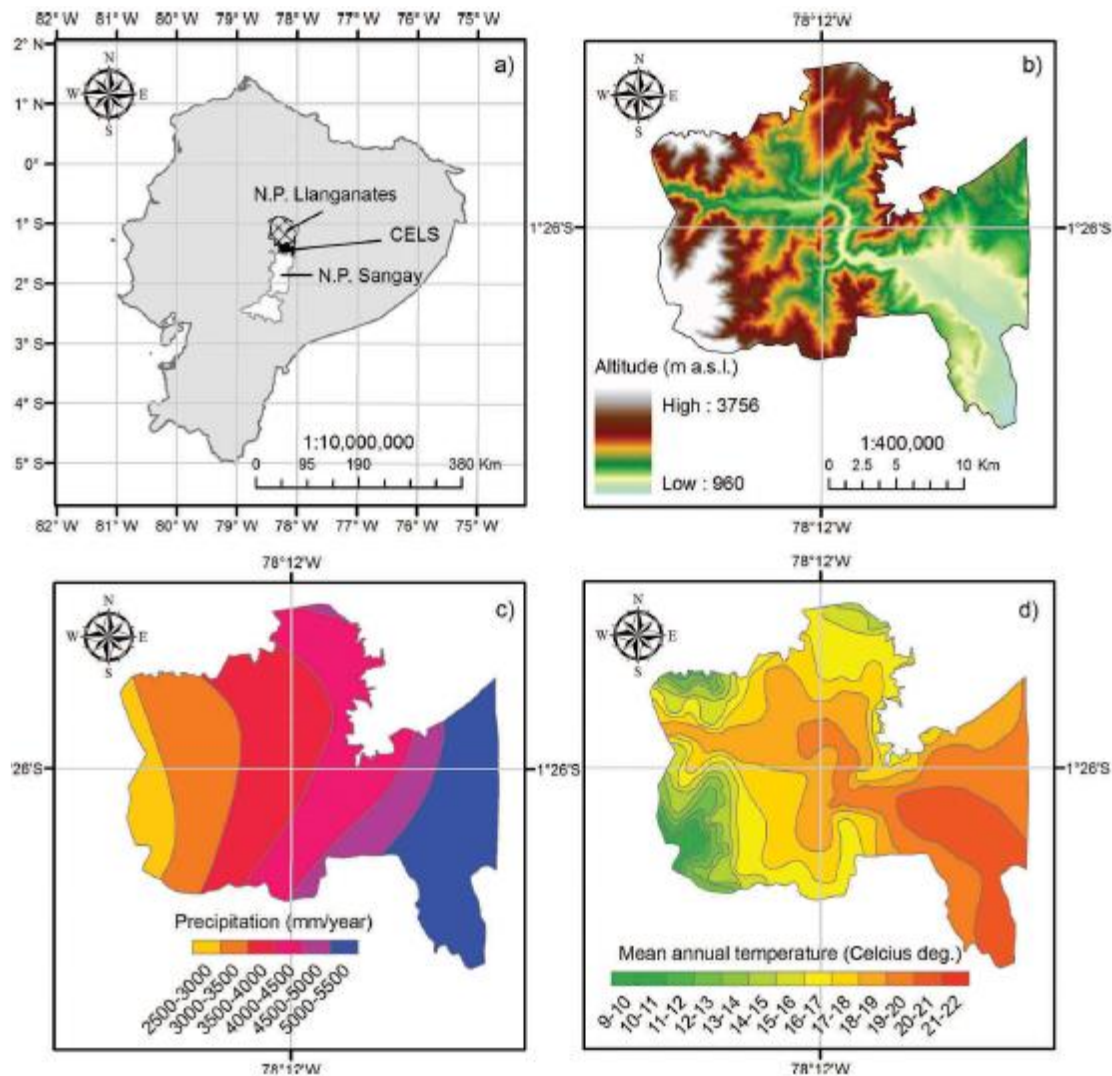 82° W 81° W 80° W 79° W 78° W 77° W 76° W 75° W
2° N
1° N
0°
1° S
2° S
3° S
4° S
5° S
N
W E
S
a)
N.P. Llanganates
CELS
N.P. Sangay
1:10,000,000
0 95 190 380 Km
82° W 81° W 80° W 79° W 78° W 77° W 76° W 75° W
78°12'W
N
W E
S
b)
1°26'S
1°26'S
Altitude (m a.s.l.)
High : 3756
Low : 960
1:400,000
0 2.5 5 10 Km
78°12'W
78°12'W
N
W E
S
c)
26'S
1°26'S
Precipitation (mm/year)
2500-3000
3000-3500
3500-4000
4000-4500
4500-5000
5000-5500
78°12'W
78°12'W
N
W E
S
d)
1°26'S
Mean annual temperature (Celcius deg.)
9-10
10-11
11-12
12-13
13-14
14-15
15-16
16-17
17-18
18-19
19-20
20-21
21-22
78°12'W